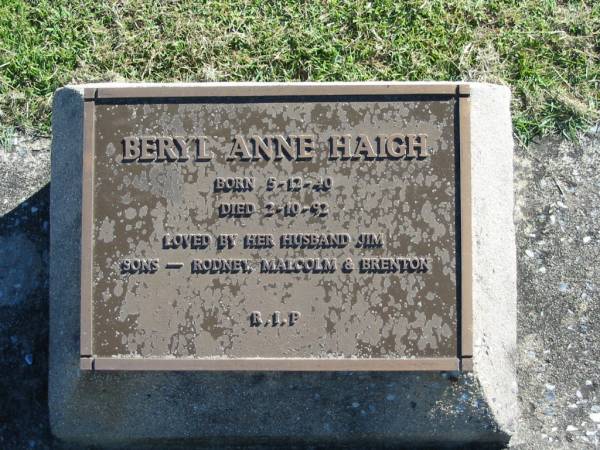 BERYL ANNE HAIGH
BORN 5-12-40
DIED 2-10-92
LOVED BY HER HUSBAND JIM
SONS — RODNEY, MALCOLM & BRENTON
R.I.P